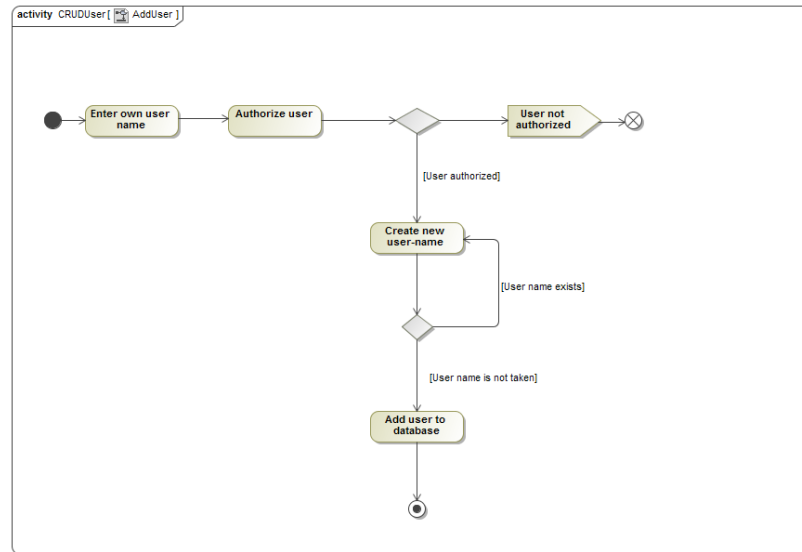 activity CRUDUser[ AddUser ]
Enter own user
name
Authorize user
User not
authorized
[User authorized]
Create new
user-name
[User name exists]
[User name is not taken]
Add user to
database